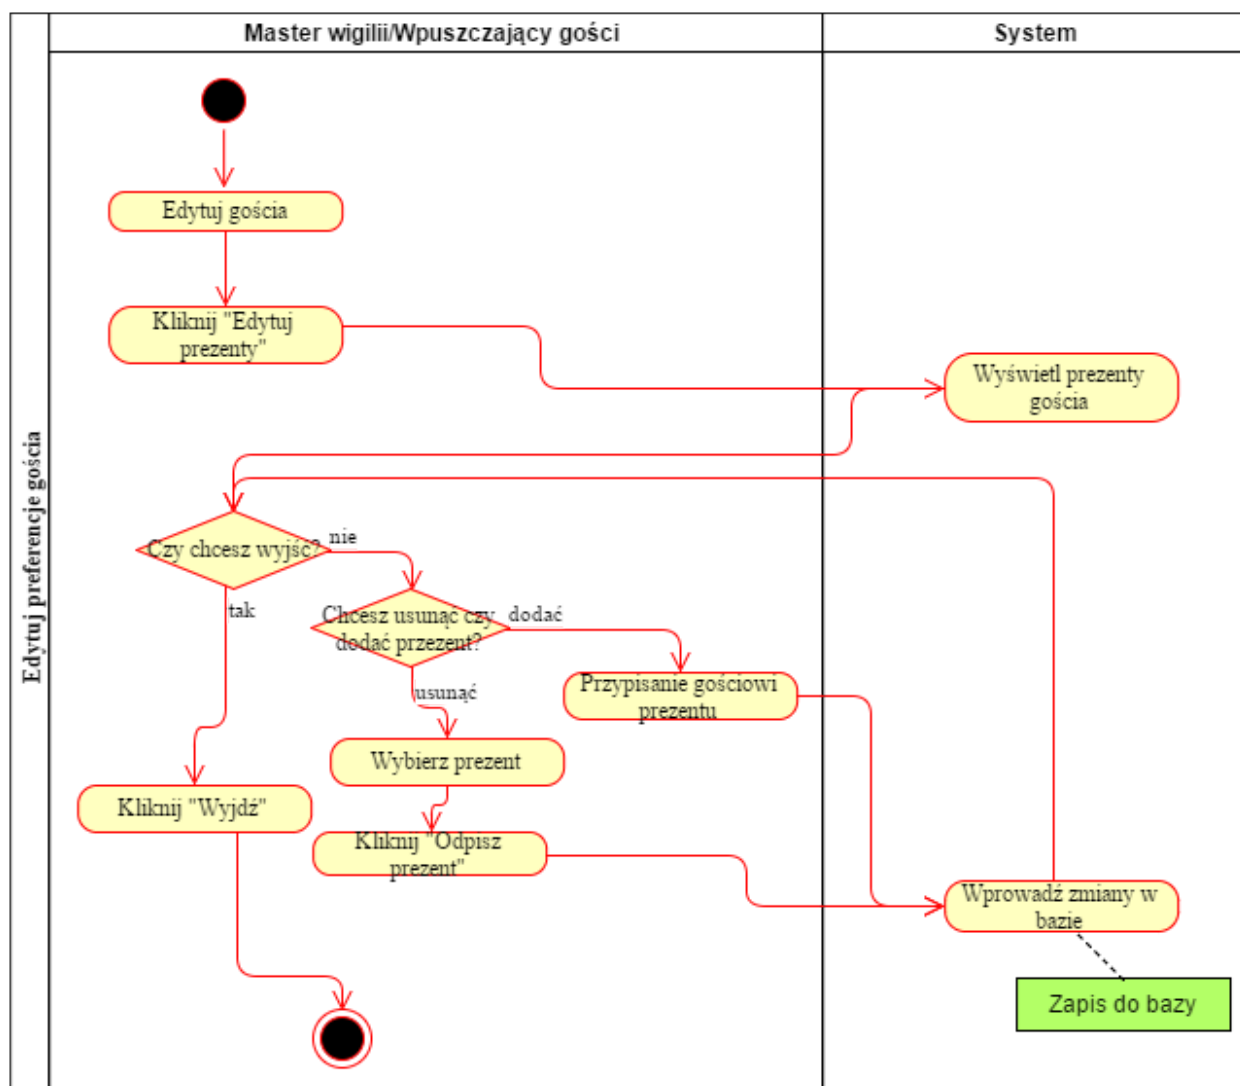 Master wigilii/Wpuszczający gości
System
Edytuj preferencje gościa
Edytuj gościa
Kliknij "Edytuj
prezenty"
Wyświetl prezenty
gościa
Czy chcesz wyjść?
nie
tak
Chcesz usunąć czy
dodać przezent?
dodać
usunąć
Przypisanie gościowi
prezentu
Wybierz prezent
Kliknij "Wyjdź"
Kliknij "Odpisz
prezent"
Wprowadź zmiany w
bazie
Zapis do bazy